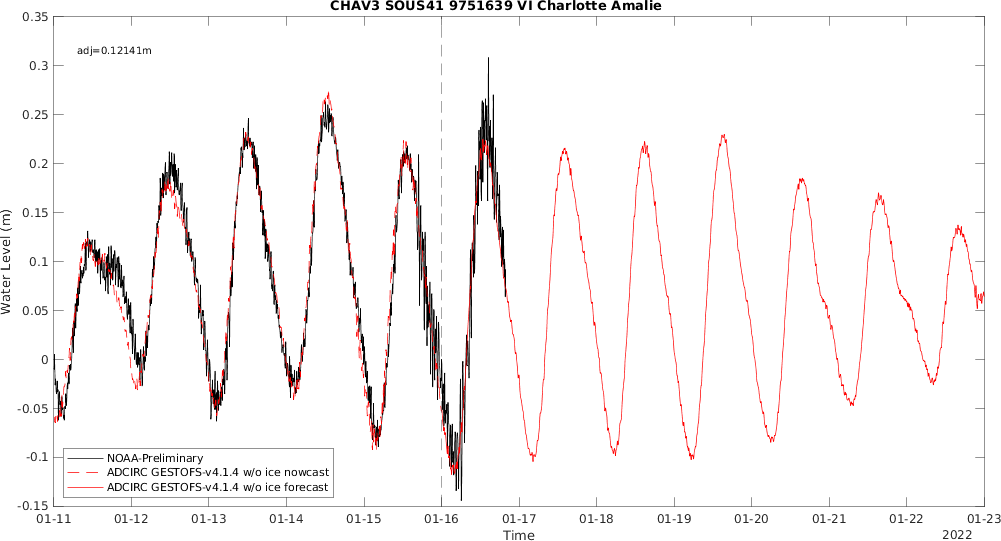 CHAV3 SOUS41 9751639 VI Charlotte Amalie
adj=0.12141m
0.35
0.3
0.25
0.2
0.15
0.1
0.05
0
-0.05
-0.1
-0.15
Water Level (m)
NOAA-Preliminary
ADCIRC GESTOFS-v4.1.4 w/o ice nowcast
ADCIRC GESTOFS-v4.1.4 w/o ice forecast
01-11 01-12 01-13 01-14 01-15 01-16 01-17 01-18 01-19 01-20 01-21 01-22 01-23
Time
2022